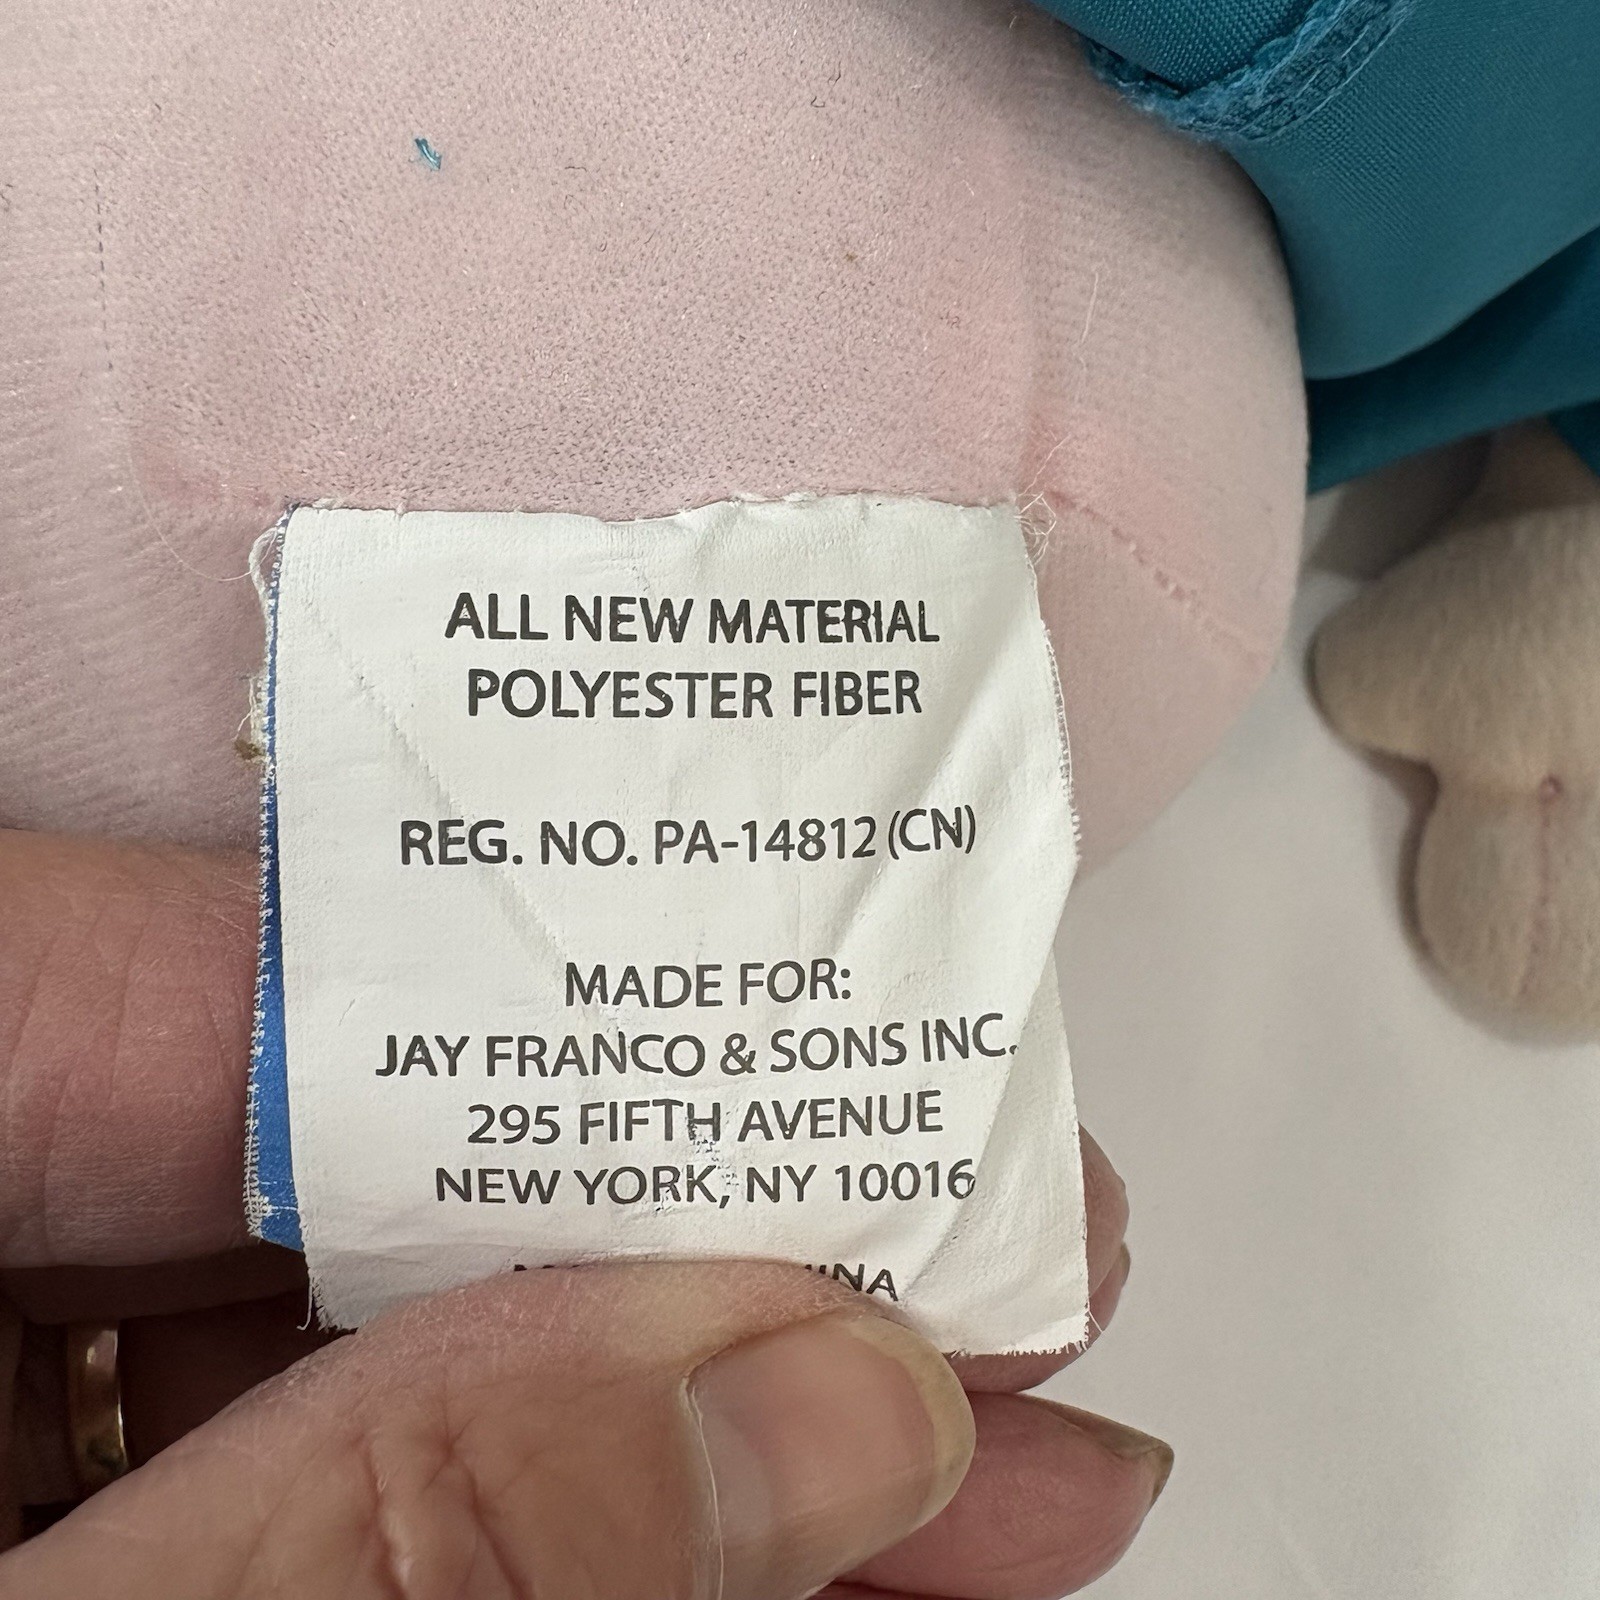 ALL NEW MATERIAL
POLYESTER FIBER
REG. NO. PA-14812 (CN)
MADE FOR:
JAY FRANCO & SONS INC.
295 FIFTH AVENUE
NEW YORK, NY 10016